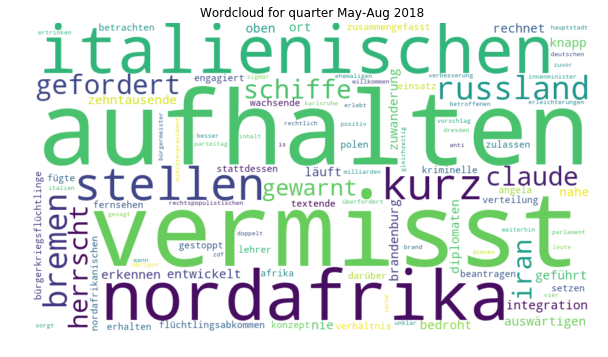 Wordcloud for quarter May-Aug 2018
ertrinken
betrachten
oben
ort
zusammengefasst
rechnet
hauptstadt
italienischen
knapp
deutschen
zuvor
gefordert
engagiert
sigmar
ehemaligen
willkommen
einsatz
verbesserung
innenminister
schiffe
russland
zehntausende
wachsende
karlsruhe
erlebt
zuwanderung
betroffenen
erleichterungen
aufhalten
bürgermeister
ministerpräsident
besser
parteitag
rechtlich
inhalt
positiv
is
polen
gleichzeitig
vorschlag
dresden
zulassen
anti
bürgerkriegsflüchtlinge
fügte
italien
stellen
stattdessen
läuft
milliarden
kriminelle
kurz
claude
gewarnt
angela
nahe
verteilung
bremen
herrscht
fernsehen
rechtspopulistischen
textende
überfordert
brandenburg
diplomaten
weiterhin
parlament
gesagt
vermisst
nordafrikanischen
gestoppt
doppelt
lehrer
zdf
wann
brand
leute
iran
erkennen
entwickelt
afrika
darüber
dienen
beantragen
geführt
nordafrika
setzen
vier
integration
sorgt
erhalten
flüchtlingsabkommen
konzept
nie
verhältnis
unklar
bedroht
auswärtigen